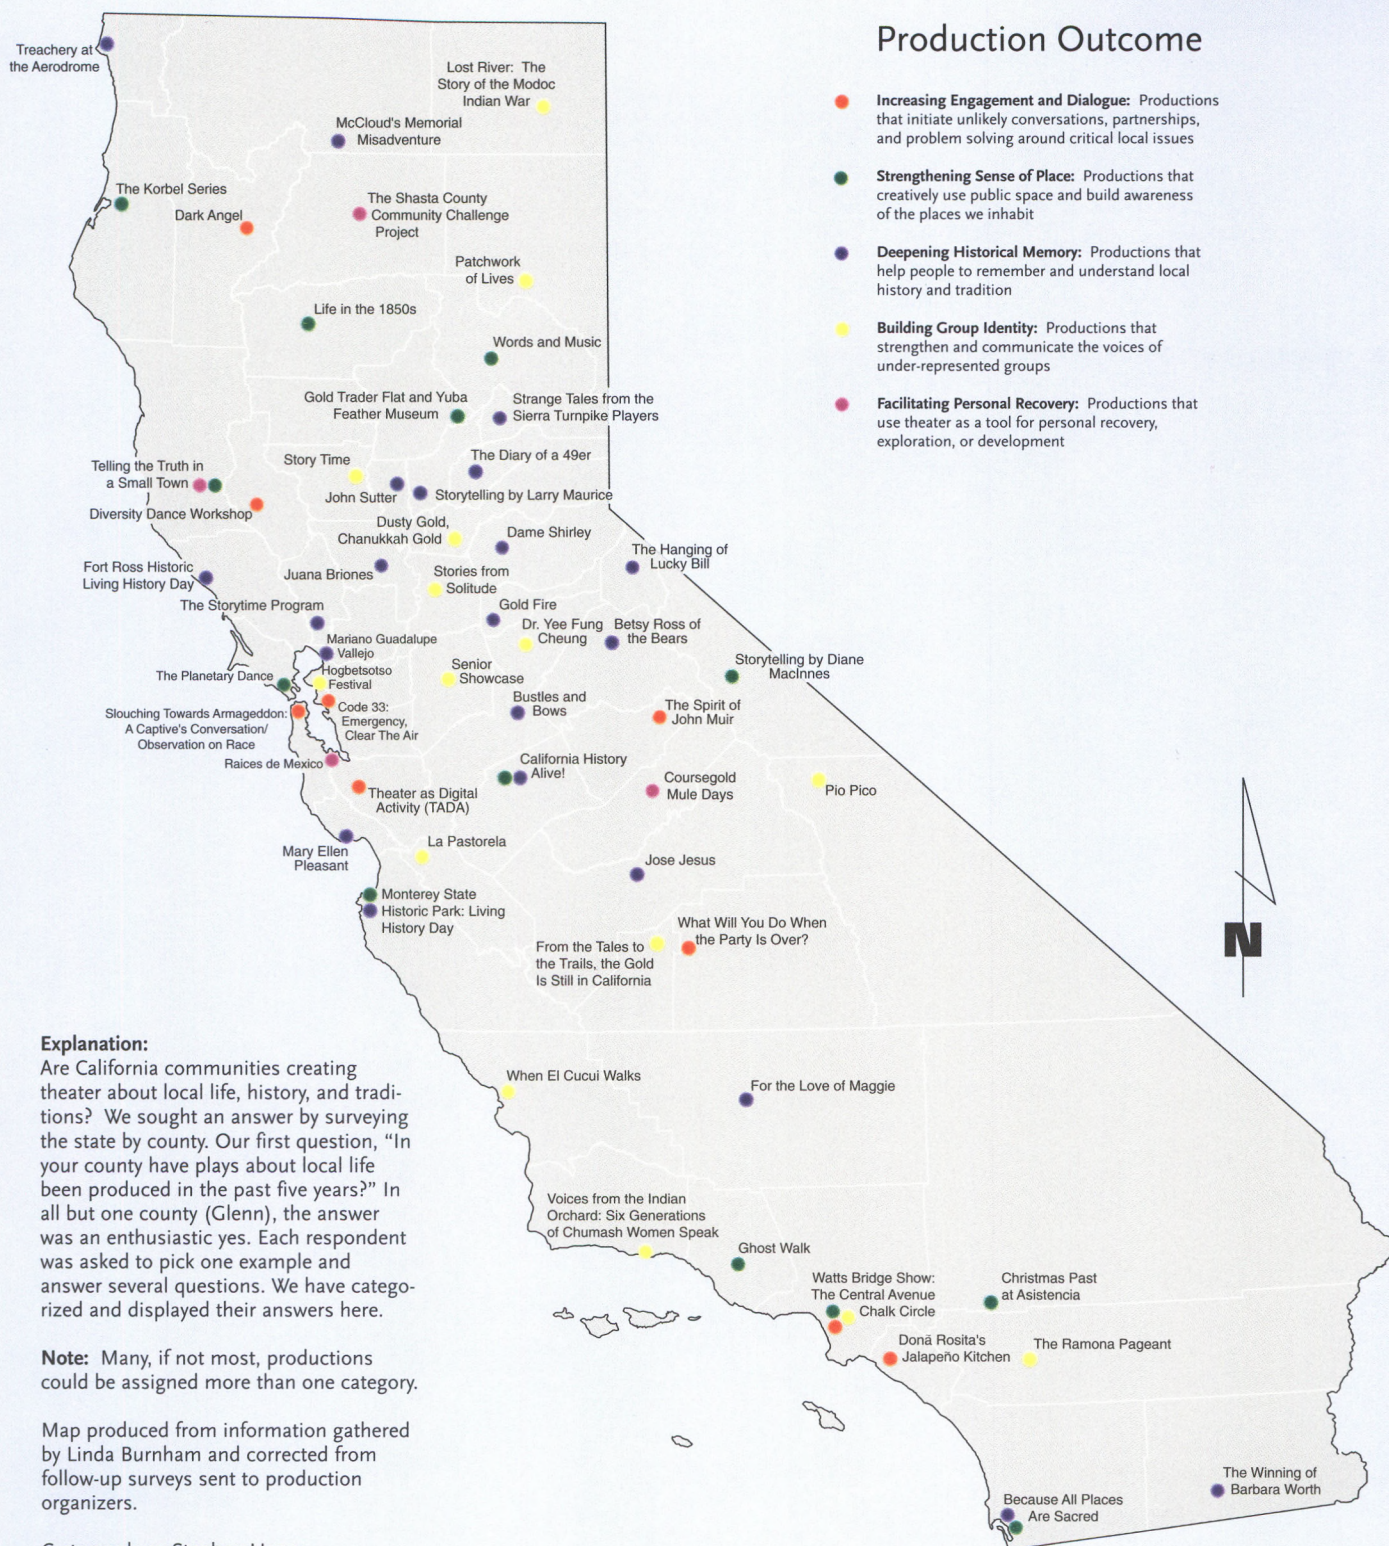 Production Outcome
Increasing Engagement and Dialogue: Productions
that initiate unlikely conversations, partnerships,
and problem solving around critical local issues
Strengthening Sense of Place: Productions that
creatively use public space and build awareness
of the places we inhabit
Deepening Historical Memory: Productions that
help people to remember and understand local
history and tradition
Building Group Identity: Productions that
strengthen and communicate the voices of
under-represented groups
Facilitating Personal Recovery: Productions that
use theater as a tool for personal recovery,
exploration, or development
Treachery at
the Aerodrome
Lost River: The
Story of the Modoc
Indian War
McCloud's Memorial
Misadventure
The Korbel Series
Dark Angel
The Shasta County
Community Challenge
Project
Patchwork
of Lives
Life in the 1850s
Words and Music
Gold Trader Flat and Yuba
Feather Museum
Strange Tales from the
Sierra Turnpike Players
Telling the Truth in
a Small Town
Story Time
The Diary of a 49er
John Sutter
Storytelling by Larry Maurice
Diversity Dance Workshop
Dusty Gold,
Chanukkah Gold
Dame Shirley
The Hanging of
Lucky Bill
Fort Ross Historic
Living History Day
Juana Briones
Stories from
Solitude
The Storytime Program
Gold Fire
Dr. Yee Fung
Cheung
Betsy Ross of
the Bears
Mariano Guadalupe
Vallejo
The Planetary Dance
Hogbetsotso
Festival
Senior
Showcase
Storytelling by Diane
MacInnes
Slouching Towards Armageddon:
A Captive's Conversation/
Observation on Race
Code 33:
Emergency,
Clear The Air
Bustles and
Bows
The Spirit of
John Muir
Raices de Mexico
California History
Alive!
Theater as Digital
Activity (TADA)
Coursegold
Mule Days
Pio Pico
Mary Ellen
Pleasant
La Pastorela
Jose Jesus
Monterey State
Historic Park: Living
History Day
What Will You Do When
the Party Is Over?
From the Tales to
the Trails, the Gold
Is Still in California
N
When El Cucui Walks
For the Love of Maggie
Voices from the Indian
Orchard: Six Generations
of Chumash Women Speak
Ghost Walk
Watts Bridge Show:
The Central Avenue
Chalk Circle
Christmas Past
at Asistencia
Donā Rosita's
Jalapeño Kitchen
The Ramona Pageant
The Winning of
Barbara Worth
Because All Places
Are Sacred
Explanation:
Are California communities creating
theater about local life, history, and tradi-
tions? We sought an answer by surveying
the state by county. Our first question, “In
your county have plays about local life
been produced in the past five years?” In
all but one county (Glenn), the answer
was an enthusiastic yes. Each respondent
was asked to pick one example and
answer several questions. We have catego-
rized and displayed their answers here.
Note: Many, if not most, productions
could be assigned more than one category.
Map produced from information gathered
by Linda Burnham and corrected from
follow-up surveys sent to production
organizers.